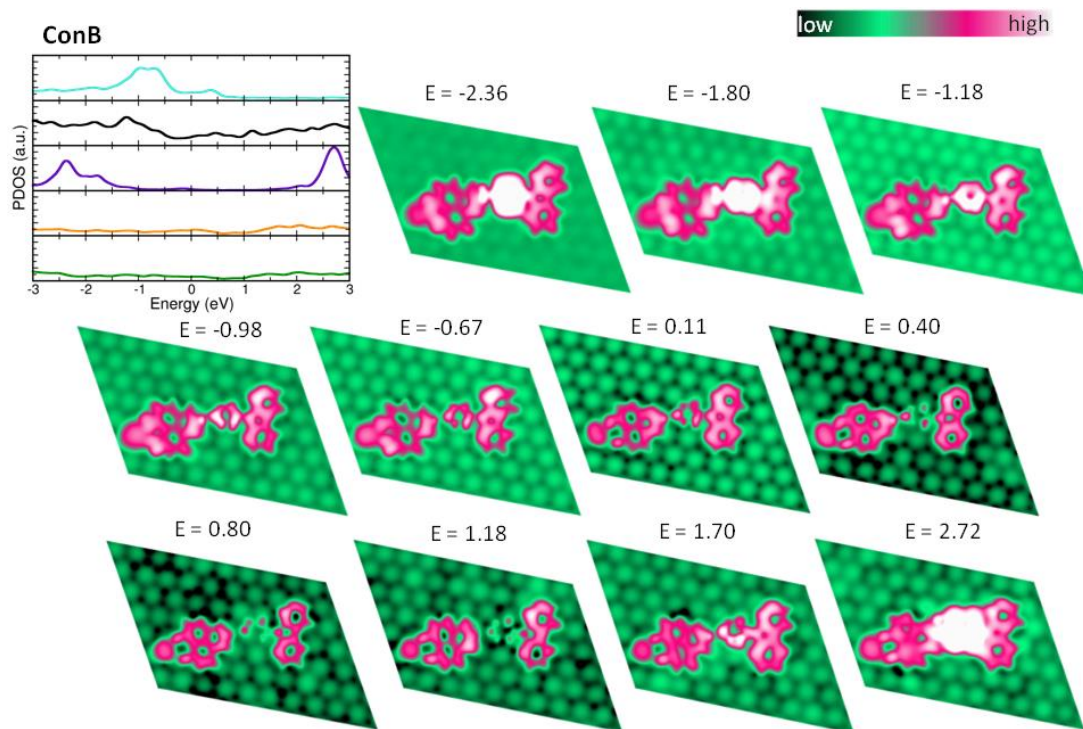 ConB
low high
PDOS (a.u.)
-3 -2 -1 0 1 2 3
Energy (eV)
E = -2.36 E = -1.80 E = -1.18
E = -0.98 E = -0.67 E = 0.11 E = 0.40
E = 0.80 E = 1.18 E = 1.70 E = 2.72